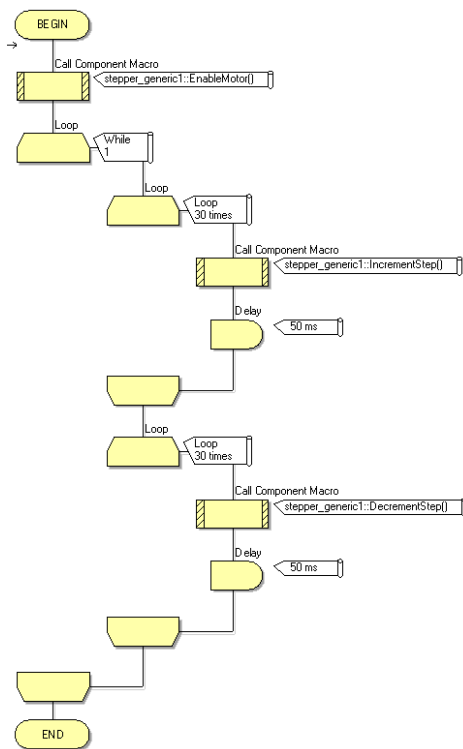 BEGIN
Call Component Macro
stepper_generic1::EnableMotor()
Loop
While
1
Loop
Loop
30 times
Call Component Macro
stepper_generic1::IncrementStep()
Delay
50 ms
Loop
Loop
30 times
Call Component Macro
stepper_generic1::DecrementStep()
Delay
50 ms
END